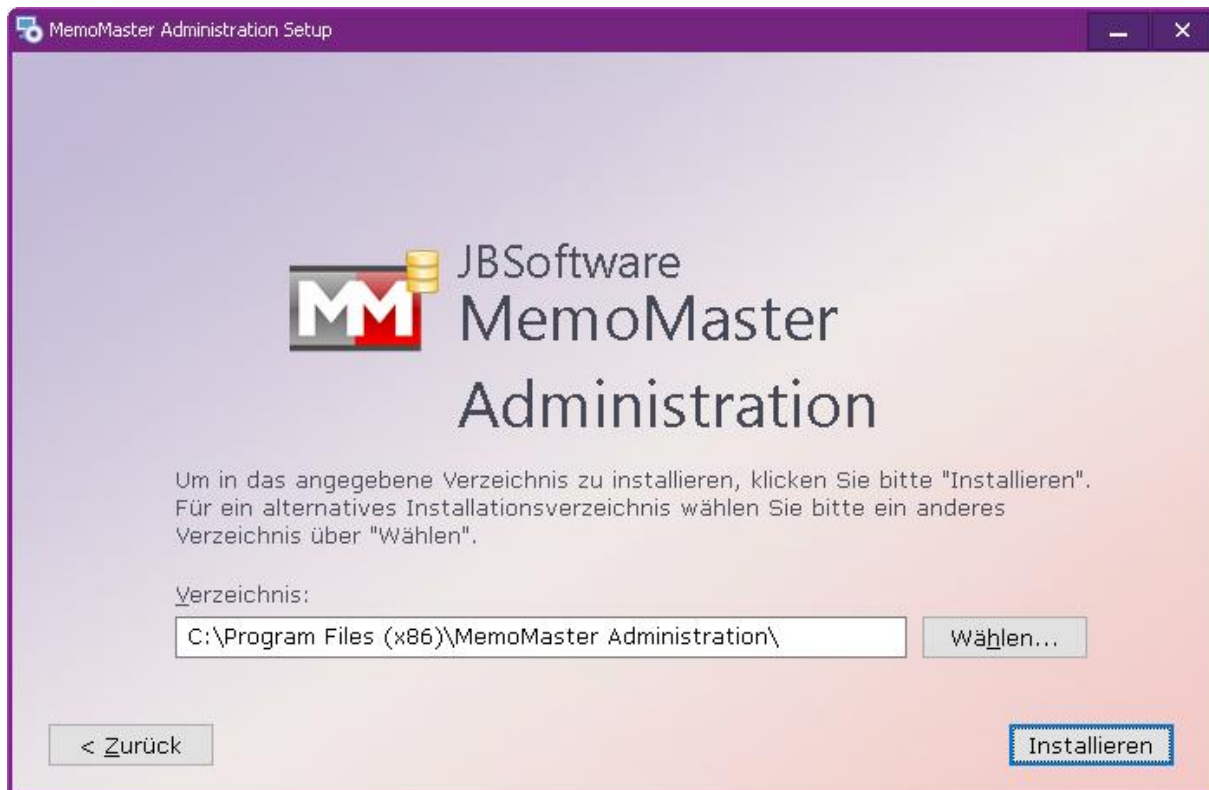 MemoMaster Administration Setup
JBSoftware
MM
MemoMaster
Administration
Um in das angegebene Verzeichnis zu installieren, klicken Sie bitte "Installieren".
Für ein alternatives Installationsverzeichnis wählen Sie bitte ein anderes
Verzeichnis über "Wählen".
Verzeichnis:
C:\Program Files (x86)\MemoMaster Administration\
Wählen...
< Zurück
Installieren